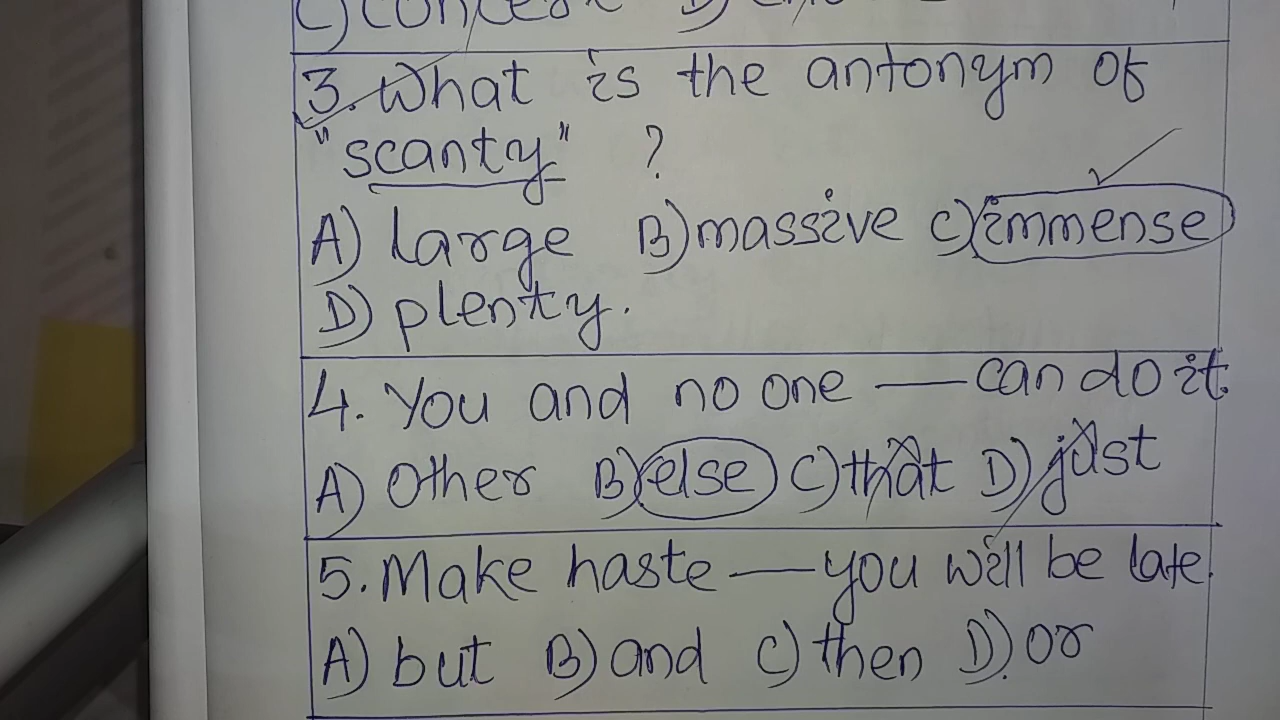 3. What is the antonym of
"scanty" ?
A) large B) massive C) immense
D) plenty.
4. You and no one — can do it.
A) Other B) else C) that D) just
5. Make haste — you will be late.
A) but B) and C) then D) or